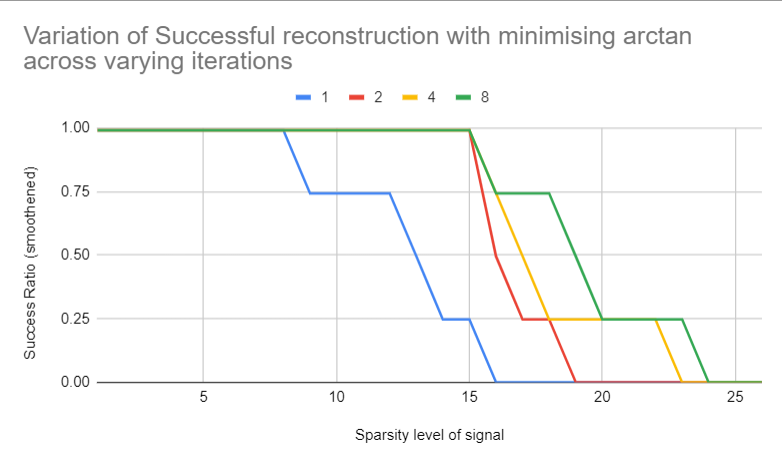 Variation of Successful reconstruction with minimising arctan
across varying iterations
1 2 4 8
1.00
0.75
0.50
0.25
0.00
Success Ratio (smoothened)
5 10 15 20 25
Sparsity level of signal